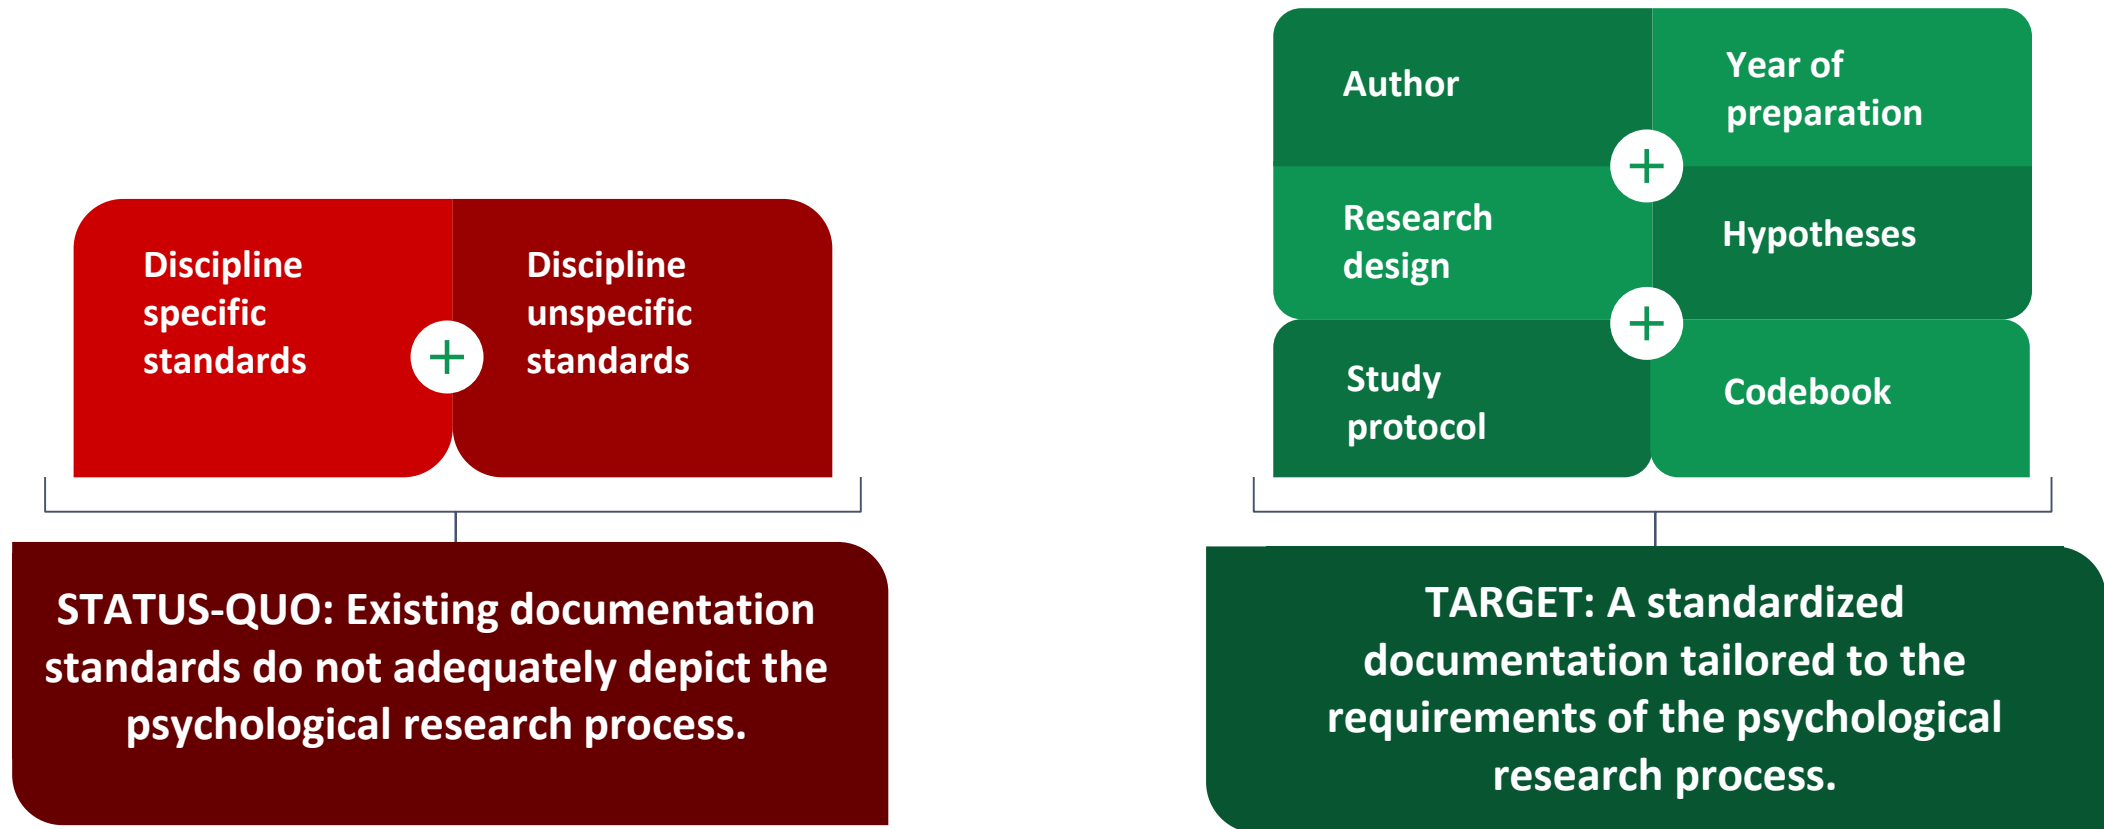 Discipline
specific
standards
+
Discipline
unspecific
standards
STATUS-QUO: Existing documentation
standards do not adequately depict the
psychological research process.
Author
Year of
preparation
+
Research
design
Hypotheses
+
Study
protocol
Codebook
TARGET: A standardized
documentation tailored to the
requirements of the psychological
research process.